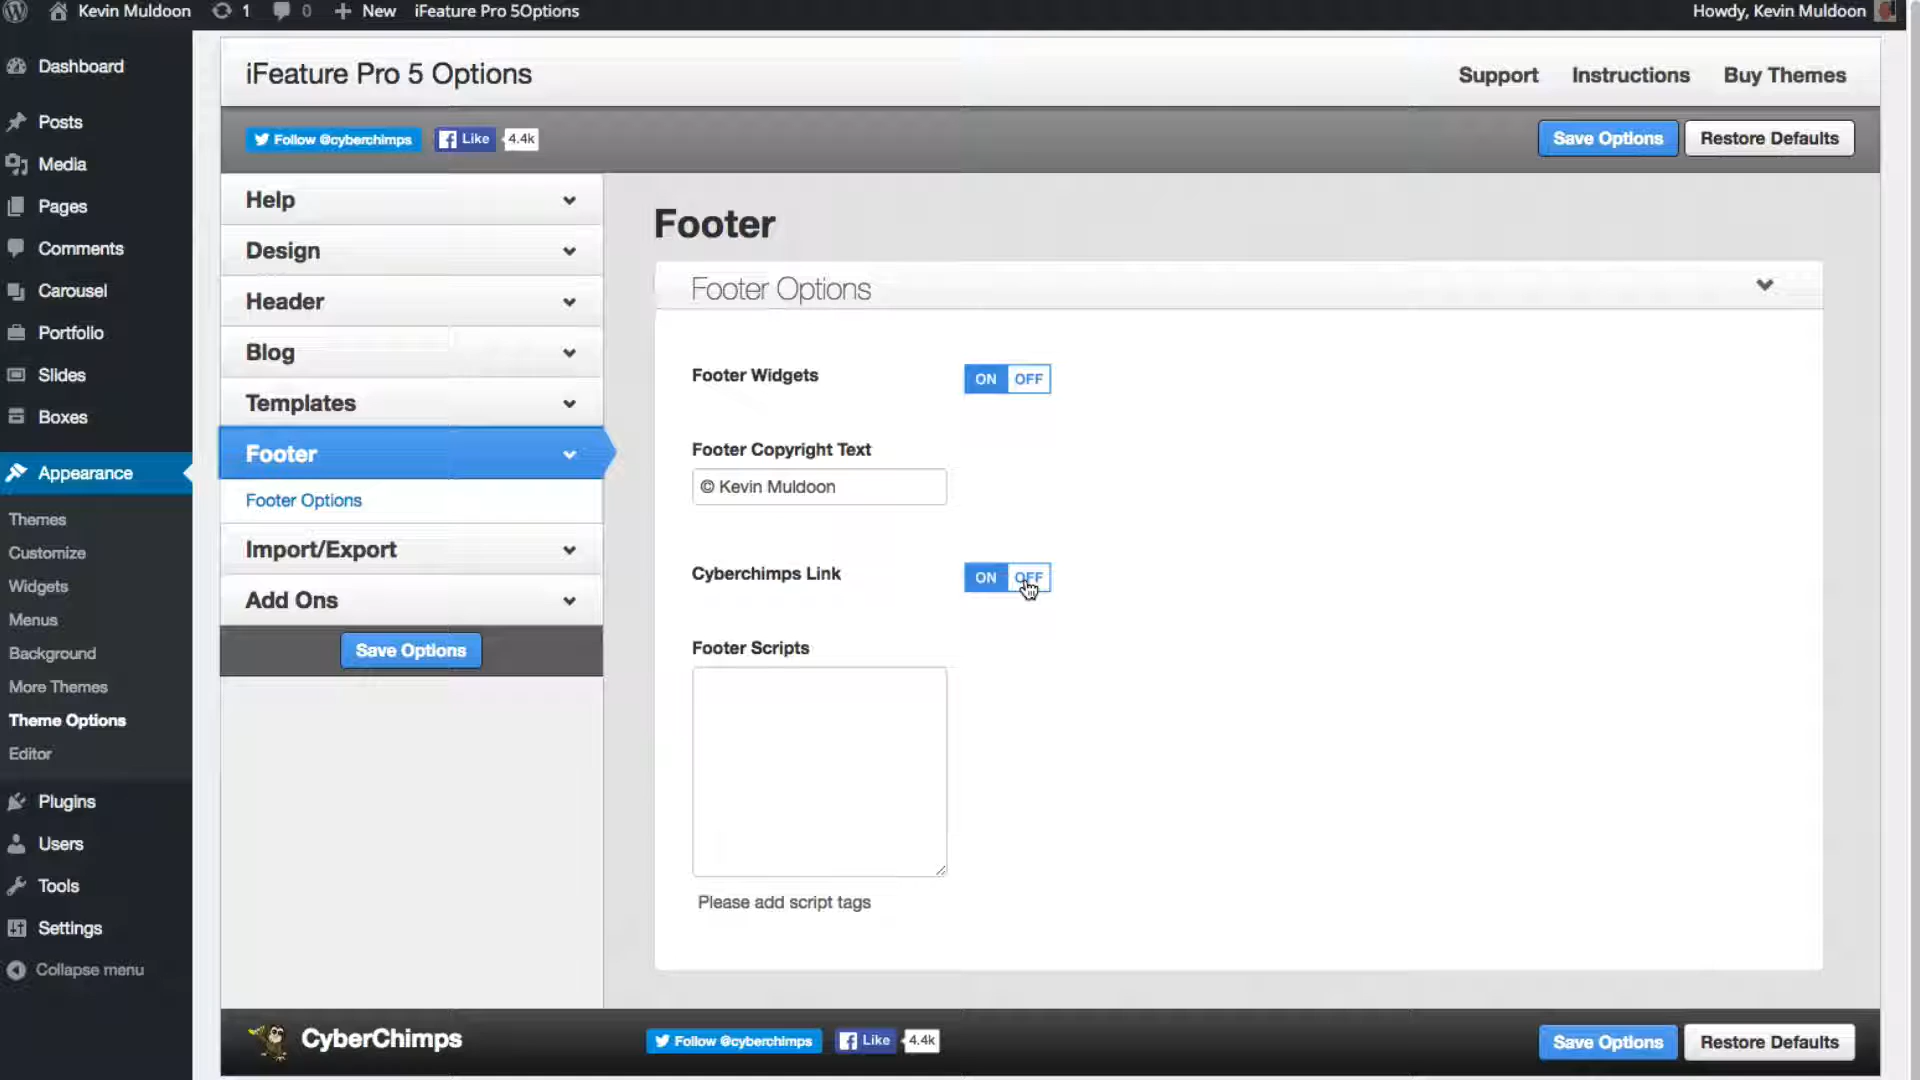 Kevin Muldoon 1 0 New iFeature Pro 5Options Howdy, Kevin Muldoon
Dashboard
Posts
Media
Pages
Comments
Carousel
Portfolio
Slides
Boxes
Appearance
Themes
Customize
Widgets
Menus
Background
More Themes
Theme Options
Editor
Plugins
Users
Tools
Settings
Collapse menu
iFeature Pro 5 Options
Support Instructions Buy Themes
Follow @cyberchimps Like 4.4k
Save Options Restore Defaults
Help
Design
Header
Blog
Templates
Footer
Footer Options
Import/Export
Add Ons
Save Options
Footer
Footer Options
Footer Widgets ON OFF
Footer Copyright Text
© Kevin Muldoon
Cyberchimps Link ON OFF
Footer Scripts
Please add script tags
CyberChimps Follow @cyberchimps Like 4.4k Save Options Restore Defaults